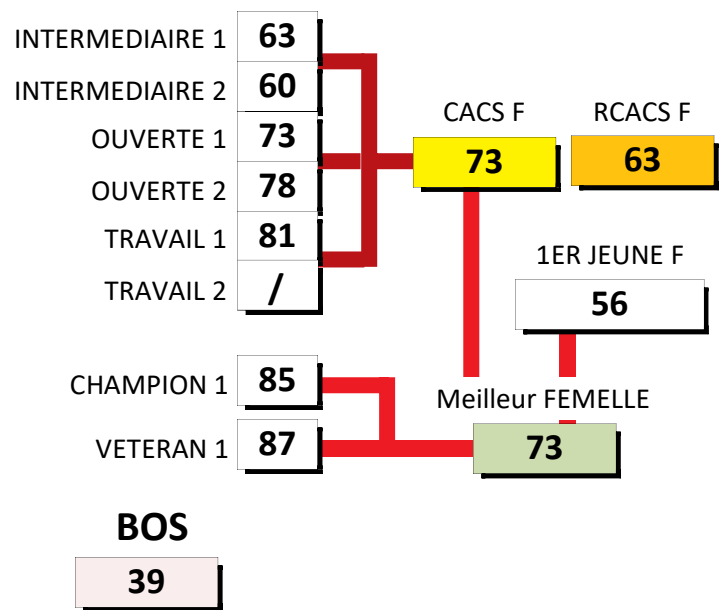 INTERMEDIAIRE 1 63
INTERMEDIAIRE 2 60
OUVERTE 1 73
OUVERTE 2 78
TRAVAIL 1 81
TRAVAIL 2 /
CACS F
73
RCACS F
63
1ER JEUNE F
56
CHAMPION 1 85
VETERAN 1 87
Meilleur FEMELLE
73
BOS
39